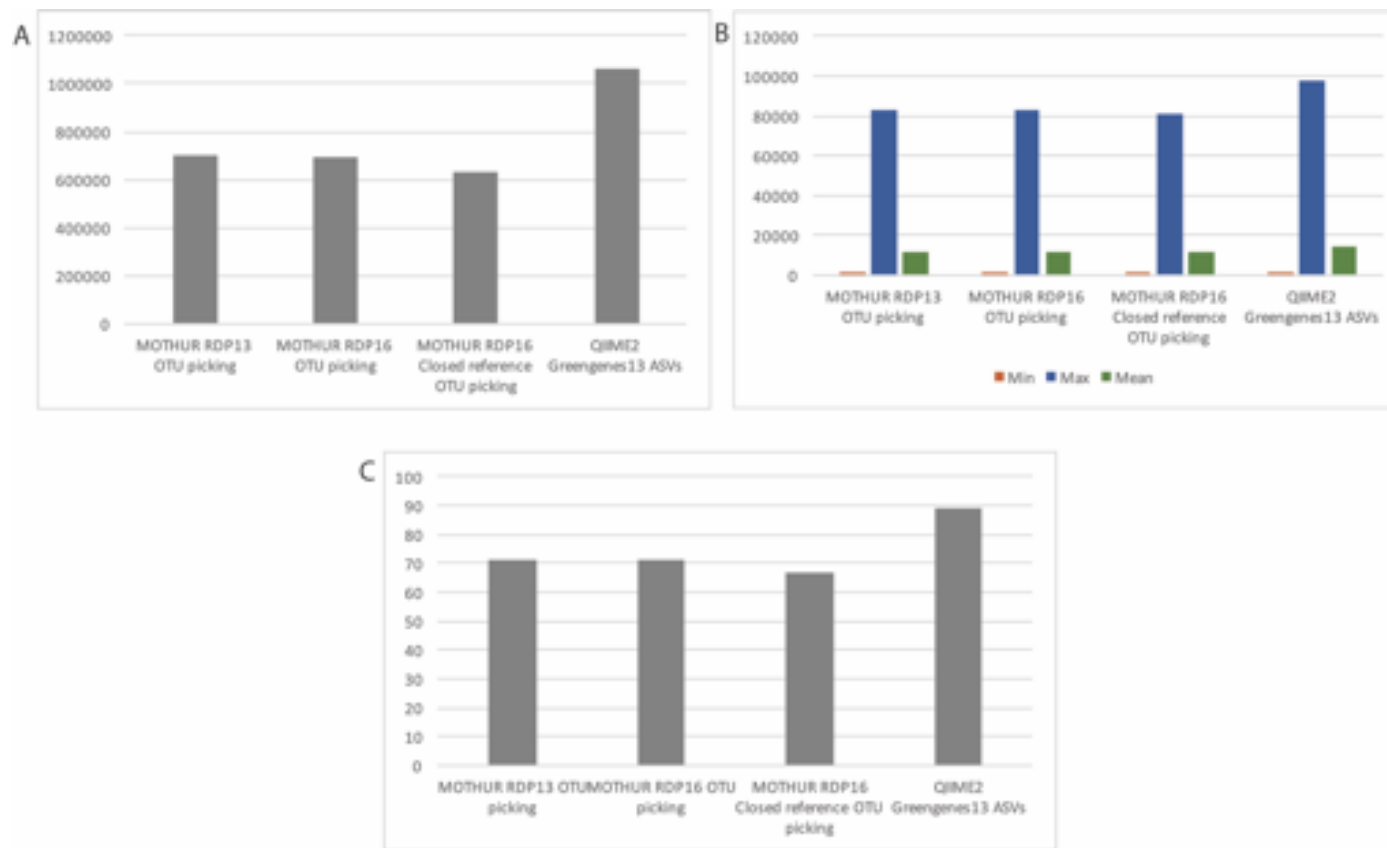 A
1200000
1000000
800000
600000
400000
200000
0
MOTHUR RDP13 MOTHUR RDP16 MOTHUR RDP16 QIIME2
OTU picking OTU picking Closed reference Greengenes13 ASVs
OTU picking
B
120000
100000
80000
60000
40000
20000
0
MOTHUR RDP13 MOTHUR RDP16 MOTHUR RDP16 QIIME2
OTU picking OTU picking Closed reference Greengenes13 ASVs
OTU picking
Min Max Mean
C
100
90
80
70
60
50
40
30
20
10
0
MOTHUR RDP13 OTU MOTHUR RDP16 OTU MOTHUR RDP16 QIIME2
picking picking Closed reference OTU Greengenes13 ASVs
picking